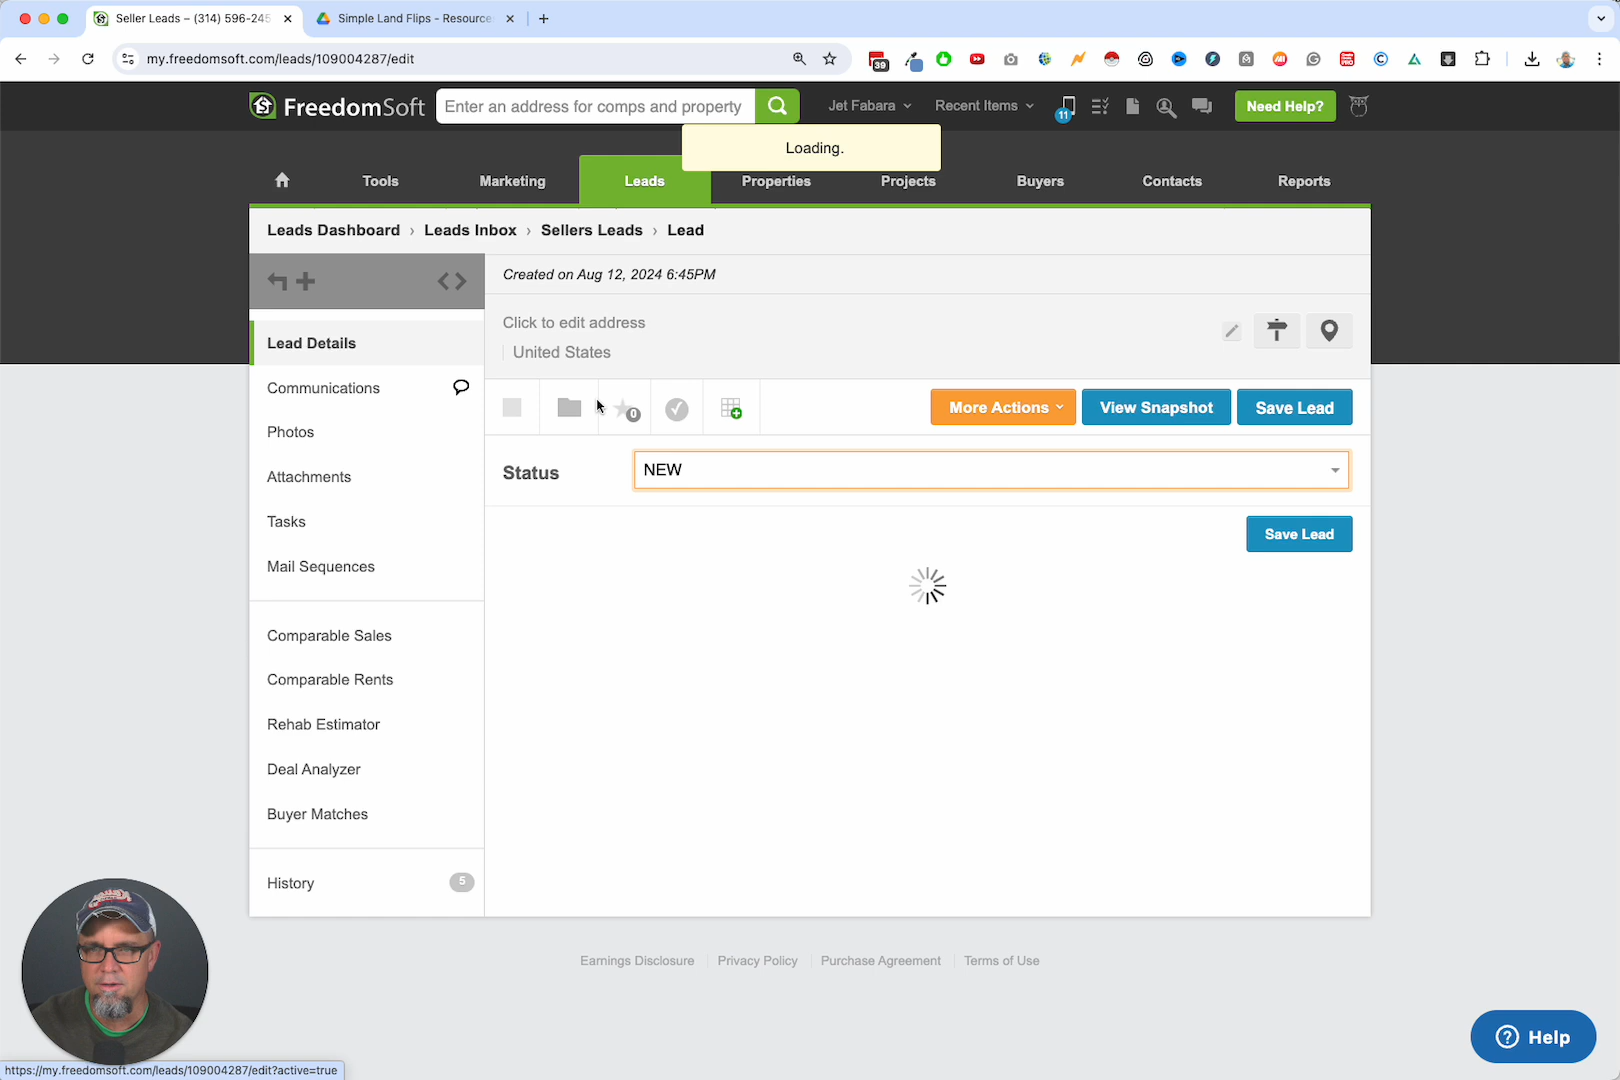 Seller Leads – (314) 596-245
Simple Land Flips - Resource
my.freedomsoft.com/leads/109004287/edit
39
FreedomSoft
Enter an address for comps and property
Jet Fabara
Recent Items
11
Need Help?
Loading.
Tools
Marketing
Leads
Properties
Projects
Buyers
Contacts
Reports
Leads Dashboard › Leads Inbox › Sellers Leads › Lead
Created on Aug 12, 2024 6:45PM
Click to edit address
United States
Lead Details
Communications
Photos
Attachments
Tasks
Mail Sequences
Comparable Sales
Comparable Rents
Rehab Estimator
Deal Analyzer
Buyer Matches
History
5
0
More Actions
View Snapshot
Save Lead
Status
NEW
Save Lead
Earnings Disclosure
Privacy Policy
Purchase Agreement
Terms of Use
Help
https://my.freedomsoft.com/leads/109004287/edit?active=true